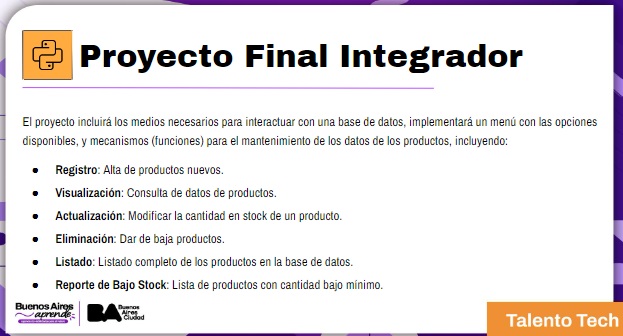 Proyecto Final Integrador
El proyecto incluirá los medios necesarios para interactuar con una base de datos, implementará un menú con las opciones
disponibles, y mecanismos (funciones) para el mantenimiento de los datos de los productos, incluyendo:
● Registro: Alta de productos nuevos.
● Visualización: Consulta de datos de productos.
● Actualización: Modificar la cantidad en stock de un producto.
● Eliminación: Dar de baja productos.
● Listado: Listado completo de los productos en la base de datos.
● Reporte de Bajo Stock: Lista de productos con cantidad bajo mínimo.
Buenos Aires
aprende
BA Buenos
Aires
Ciudad
Talento Tech